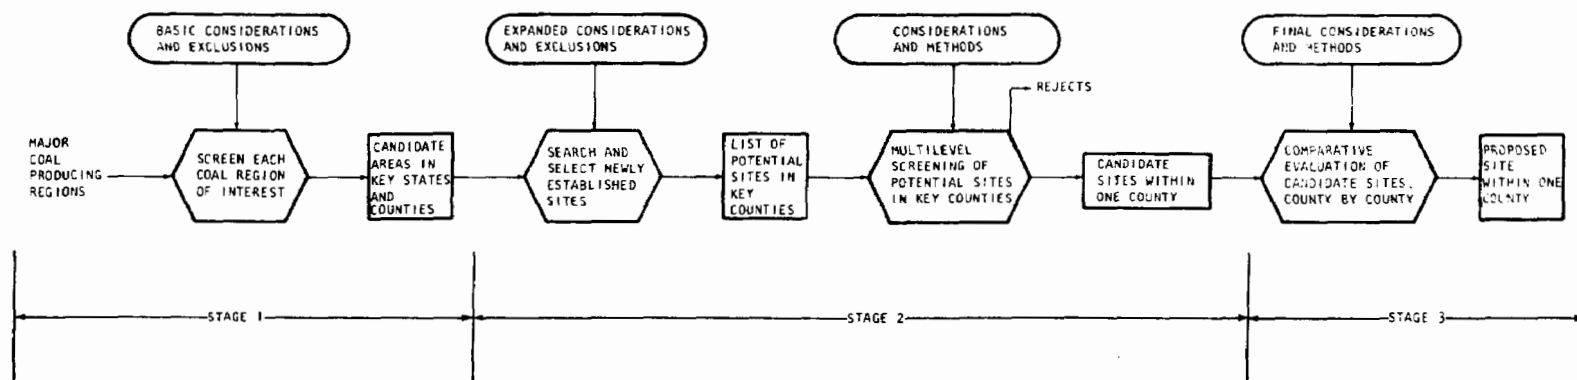 BASIC CONSIDERATIONS
AND EXCLUSIONS
EXPANDED CONSIDERATIONS
AND EXCLUSIONS
CONSIDERATIONS
AND METHODS
FINAL CONSIDERATIONS
AND METHODS
REJECTS
MAJOR
COAL
PRODUCING
REGIONS
SCREEN EACH
COAL REGION
OF INTEREST
CANDIDATE
AREAS IN
KEY STATES
AND
COUNTIES
SEARCH AND
SELECT NEWLY
ESTABLISHED
SITES
LIST OF
POTENTIAL
SITES IN
KEY
COUNTIES
MULTILEVEL
SCREENING OF
POTENTIAL SITES
IN KEY COUNTIES
CANDIDATE
SITES WITHIN
ONE COUNTY
COMPARATIVE
EVALUATION OF
CANDIDATE SITES,
COUNTY BY COUNTY
PROPOSED
SITE
WITHIN ONE
COUNTY
STAGE 1
STAGE 2
STAGE 3